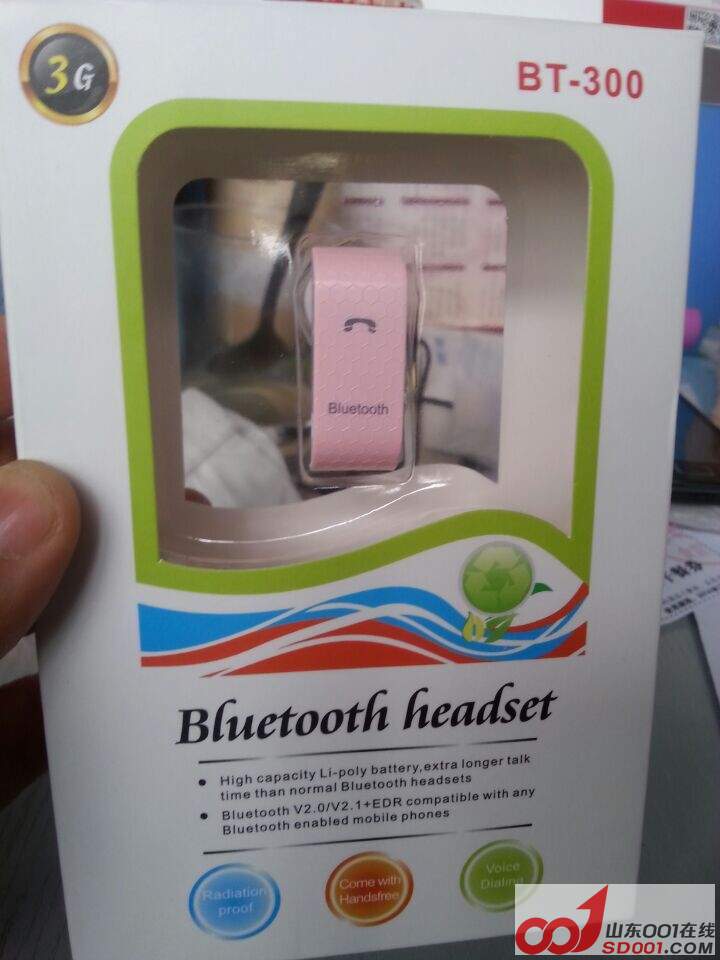 3G
BT-300
Bluetooth
Bluetooth headset
High capacity Li-poly battery,extra longer talk
time than normal Bluetooth headsets
Bluetooth V2.0/V2.1+EDR compatible with any
Bluetooth enabled mobile phones
Radiation
proof
Come with
Handsfree
Voice
Dialing
山东001在线
SD001.COM